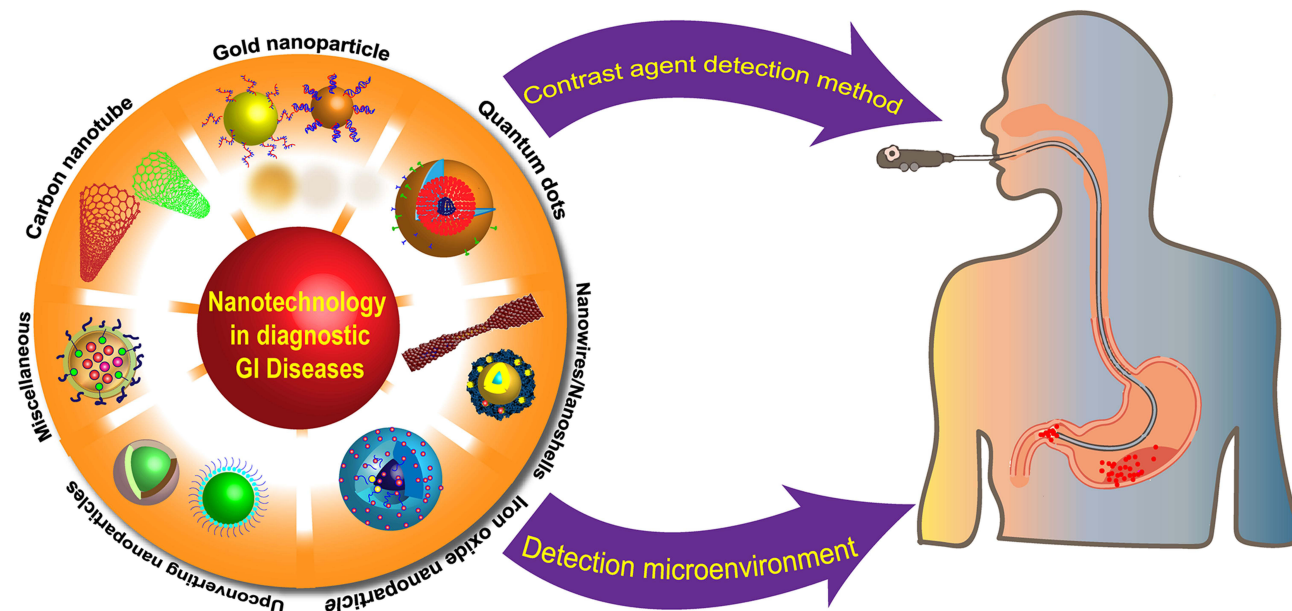 Gold nanoparticle
Quantum dots
Nanowires/Nanoshells
Iron oxide nanoparticle
Upconverting nanoparticles
Miscellaneous
Carbon nanotube
Nanotechnology
in diagnostic
GI Diseases
Contrast agent detection method
Detection microenvironment